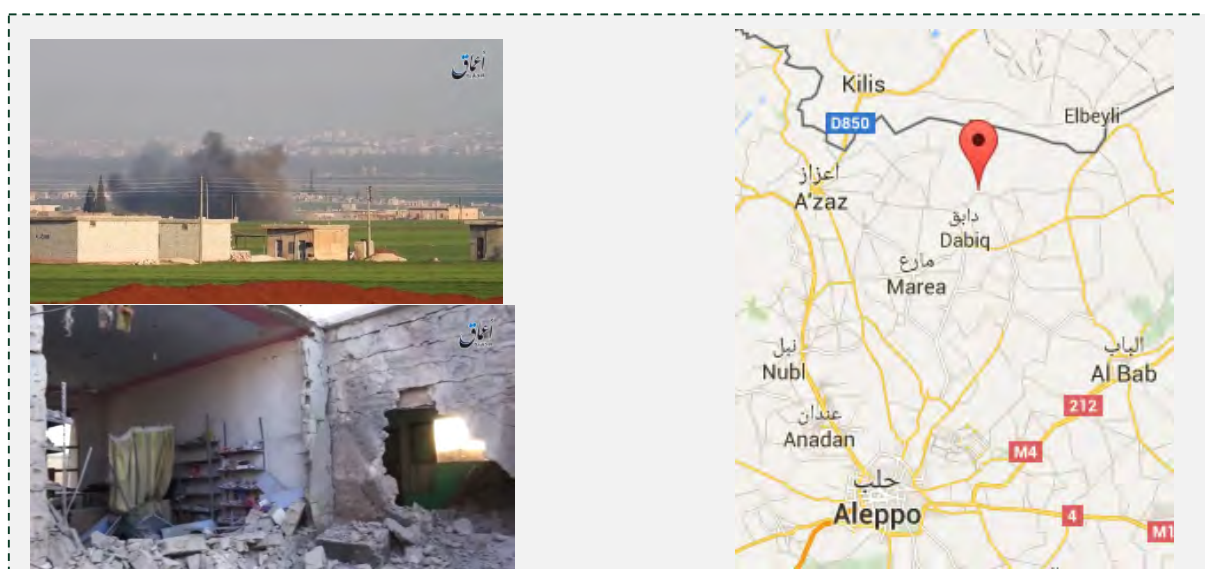 أعماق
أعماق
Kilis
D850
Elbeyli
اعزاز
A'zaz
دابق
Dabiq
مارع
Marea
نبل
Nubl
الباب
Al Bab
212
عندان
Anadan
M4
حلب
Aleppo
4
M1